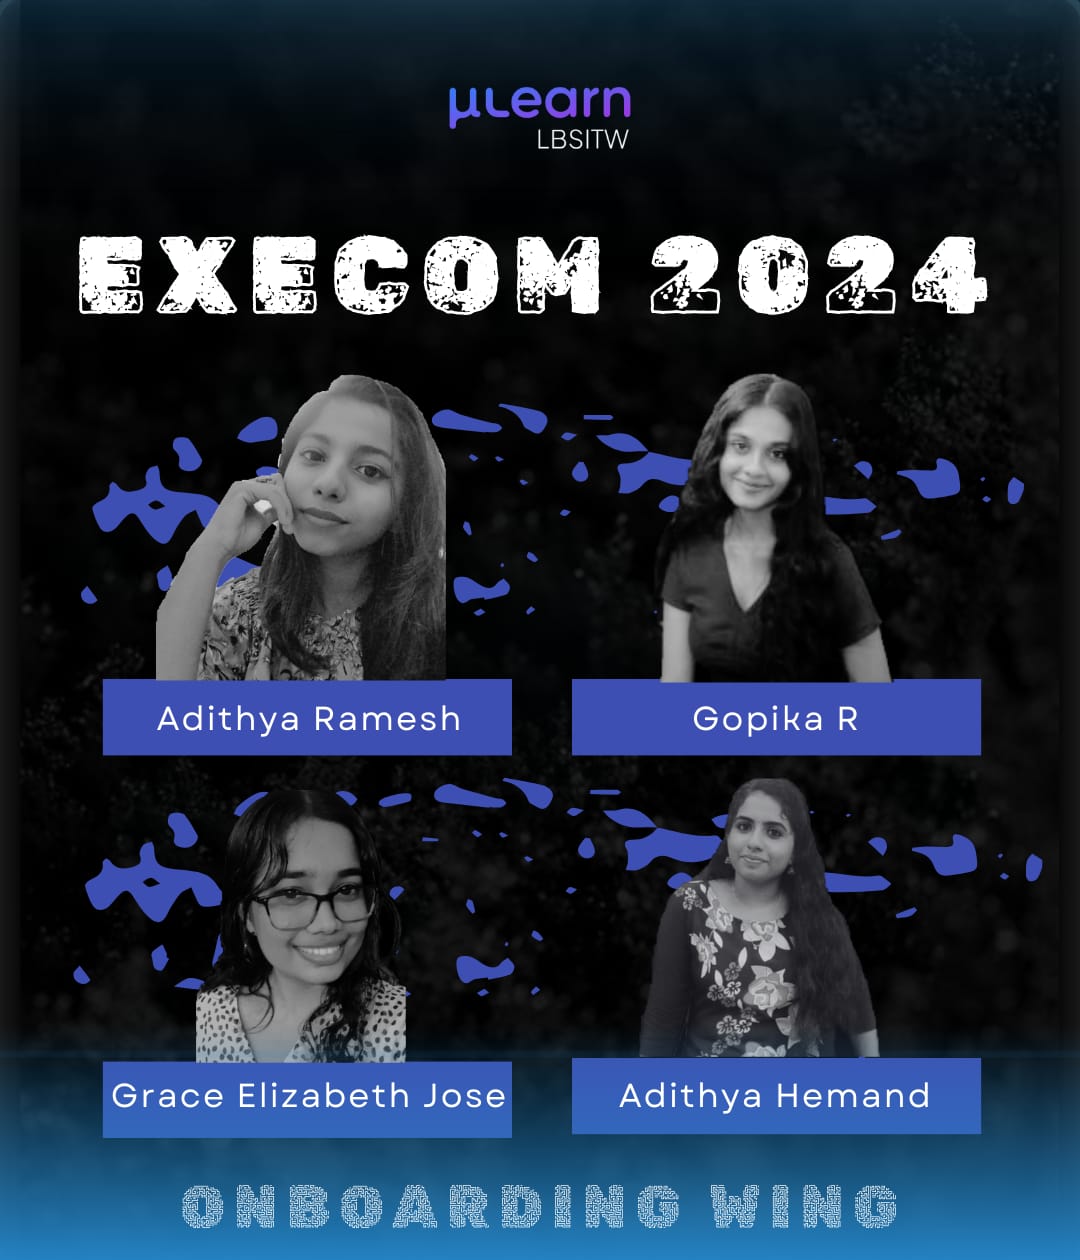 µLearn
LBSITW
EXECOM 2024
Adithya Ramesh
Gopika R
Grace Elizabeth Jose
Adithya Hemand
ONBOARDING WING